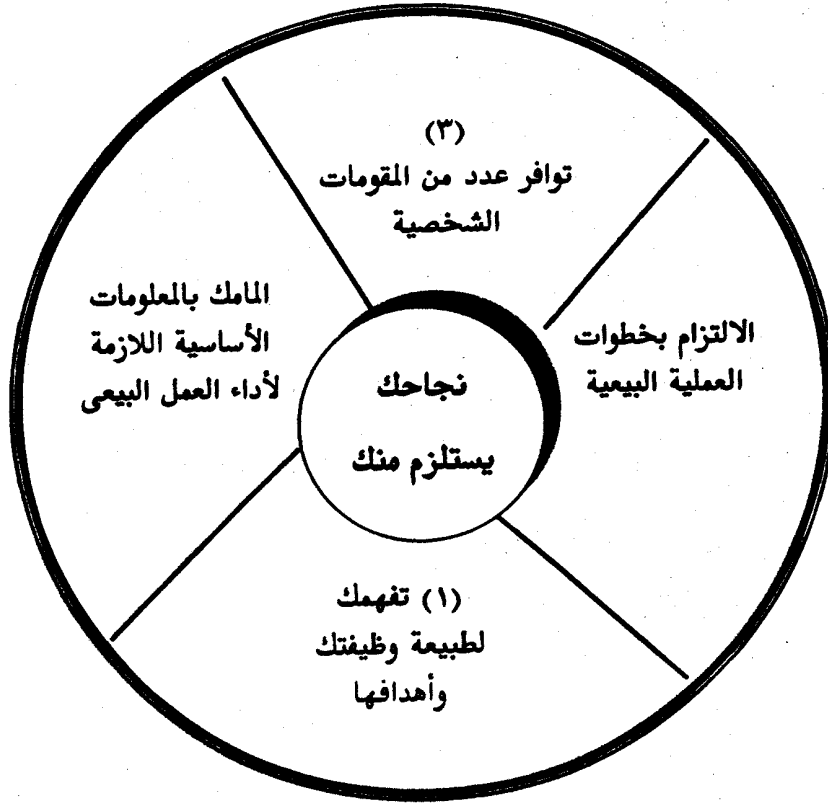 (٣)
توافر عدد من المقومات
الشخصية
المامك بالمعلومات
الأساسية اللازمة
لأداء العمل البيعى
الالتزام بخطوات
العملية البيعية
نجاحك
يستلزم منك
(١) تفهمك
لطبيعة وظيفتك
وأهدافها